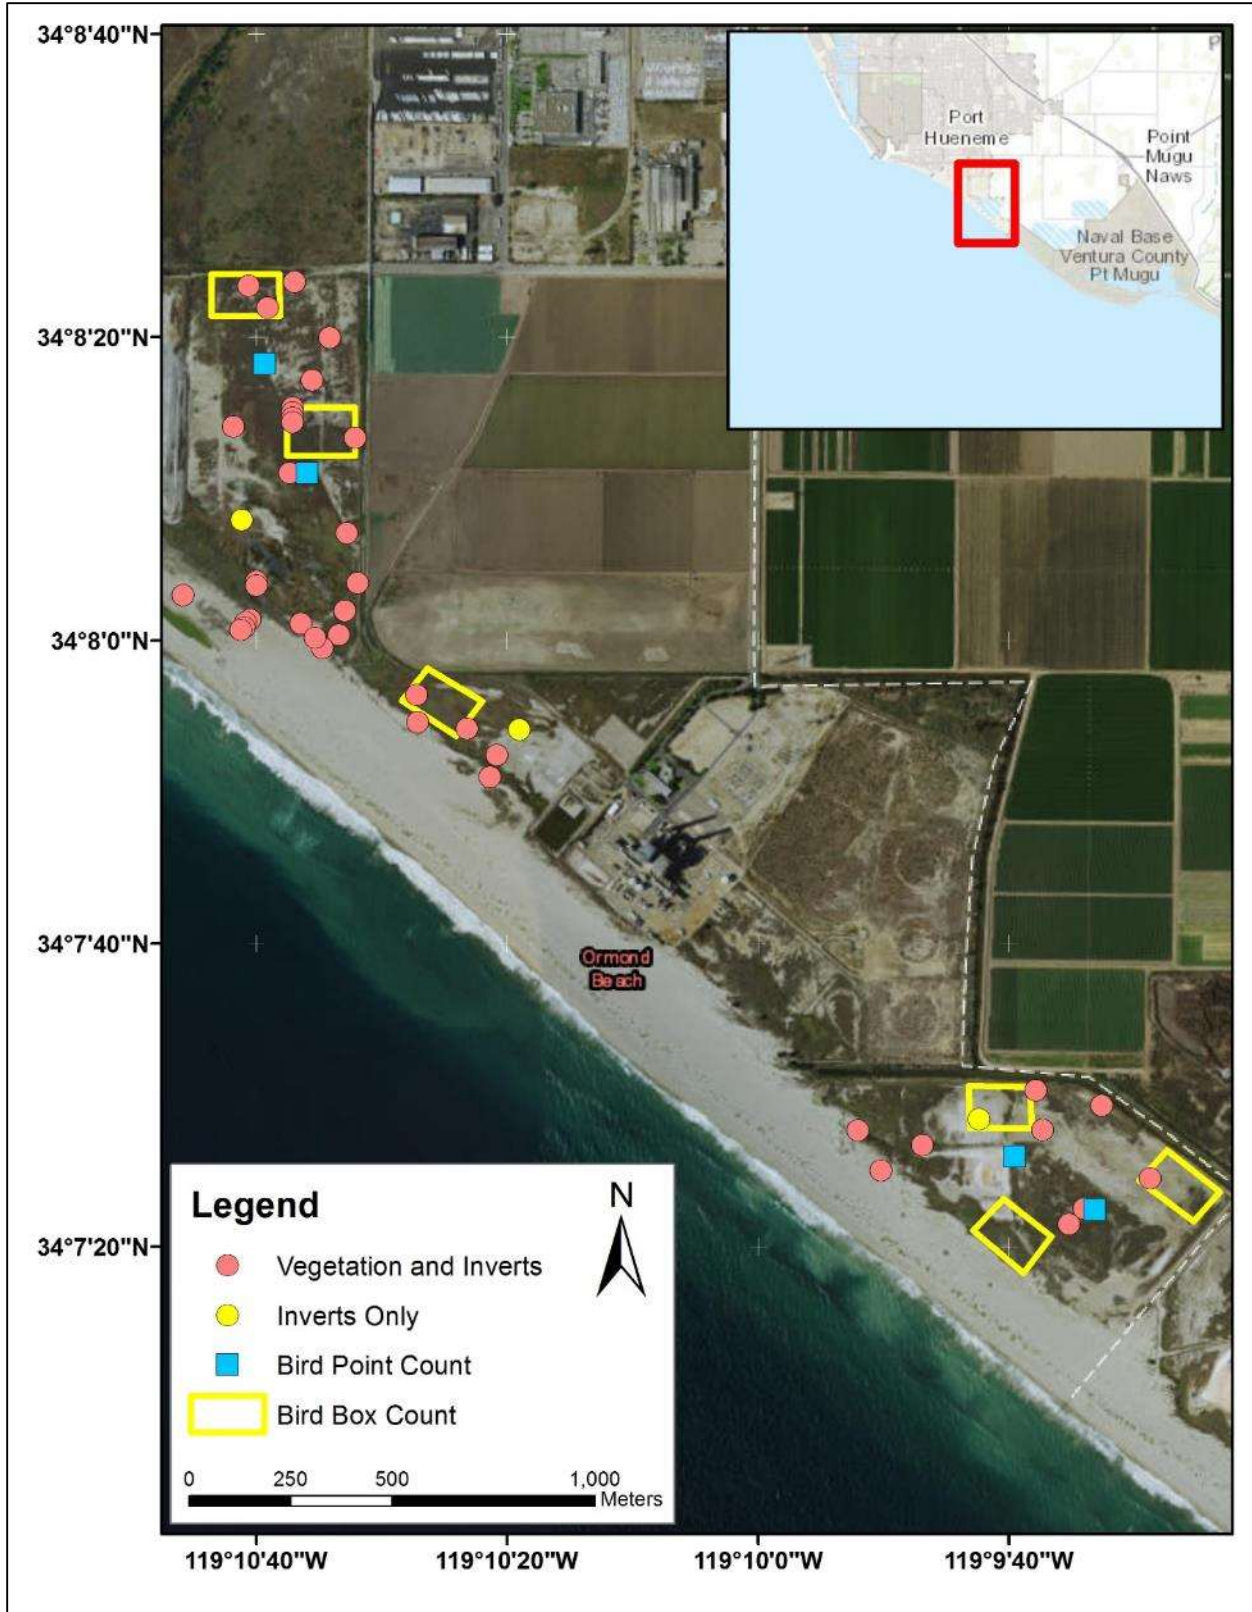 34°8'40"N
34°8'20"N
34°8'0"N
34°7'40"N
34°7'20"N
Port
Hueneme
P
Point
Mugu
Naws
Naval Base
Ventura County
Pt Mugu
Ormond
Beach
Legend
N
Vegetation and Inverts
Inverts Only
Bird Point Count
Bird Box Count
0 250 500 1,000
Meters
119°10'40"W 119°10'20"W 119°10'0"W 119°9'40"W